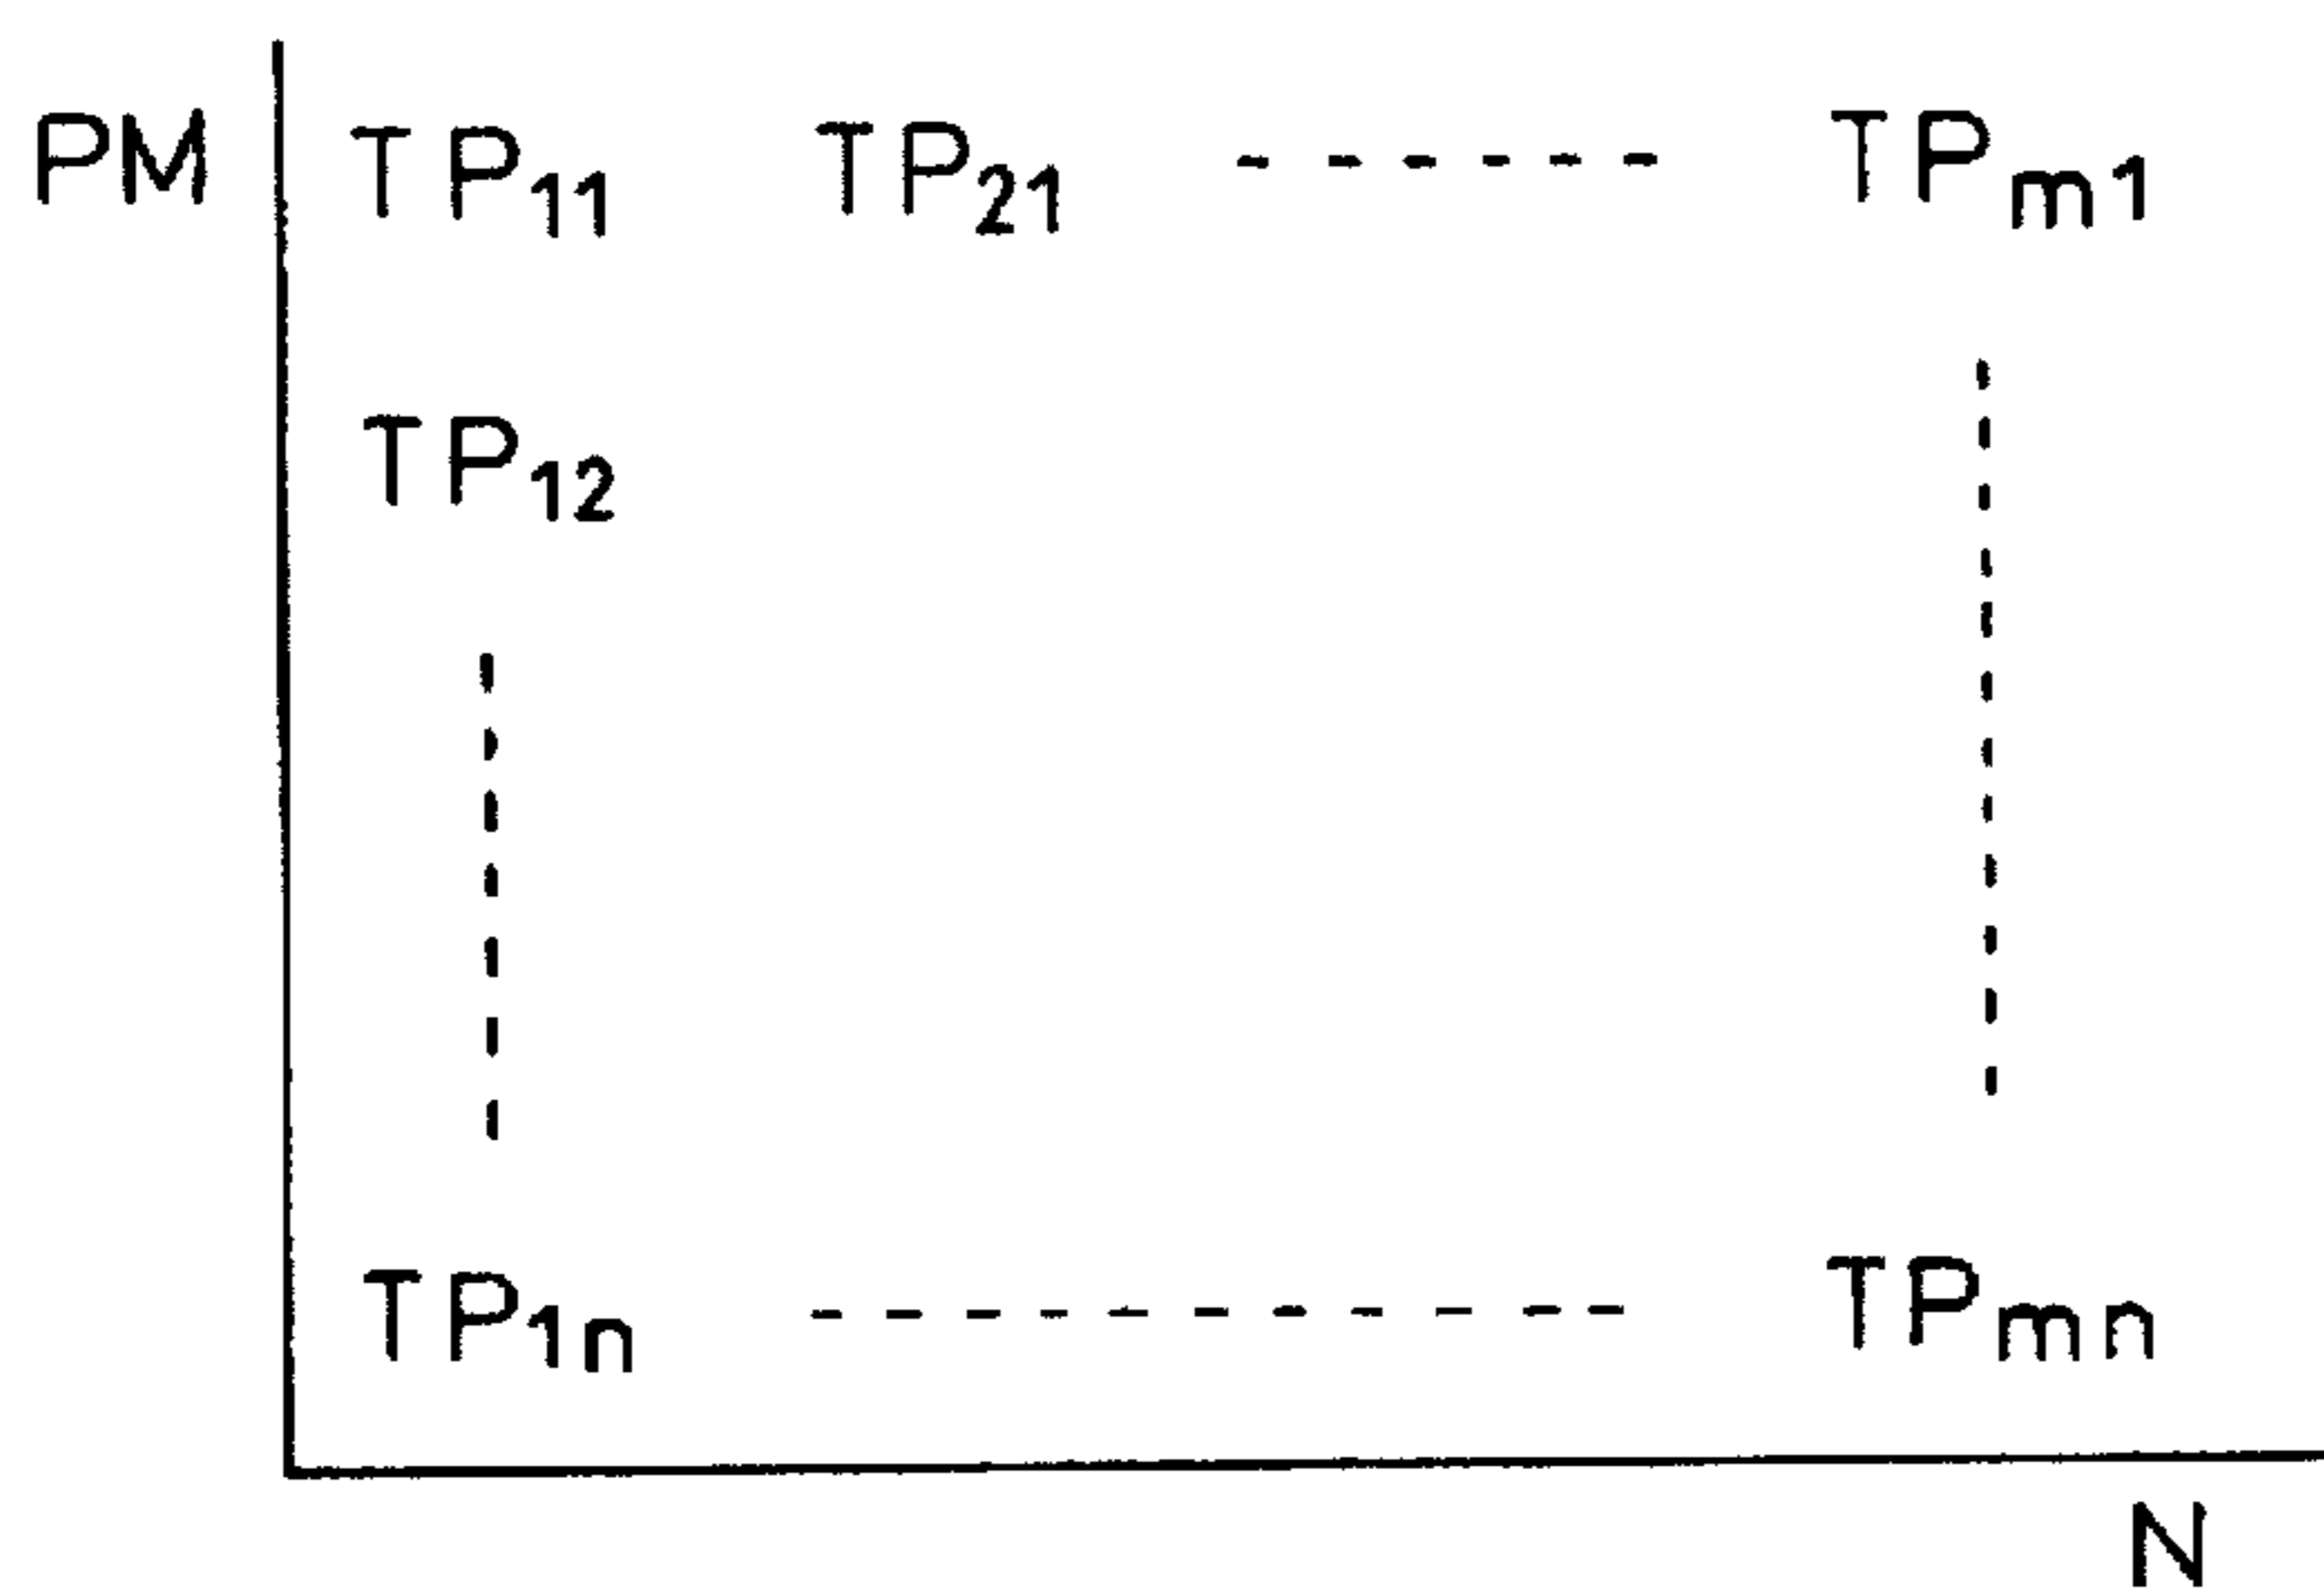 PM TP11 TP21 ------ TPm1
TP12
TP1n ----------- TPmn
N